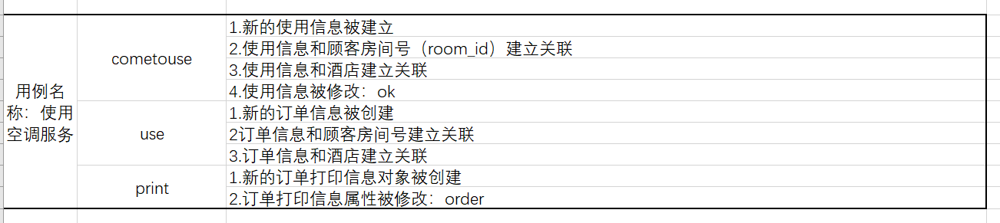 用例名
称：使用
空调服务
cometouse
1.新的使用信息被建立
2.使用信息和顾客房间号（room_id）建立关联
3.使用信息和酒店建立关联
4.使用信息被修改：ok
use
1.新的订单信息被创建
2订单信息和顾客房间号建立关联
3.订单信息和酒店建立关联
print
1.新的订单打印信息对象被创建
2.订单打印信息属性被修改：order